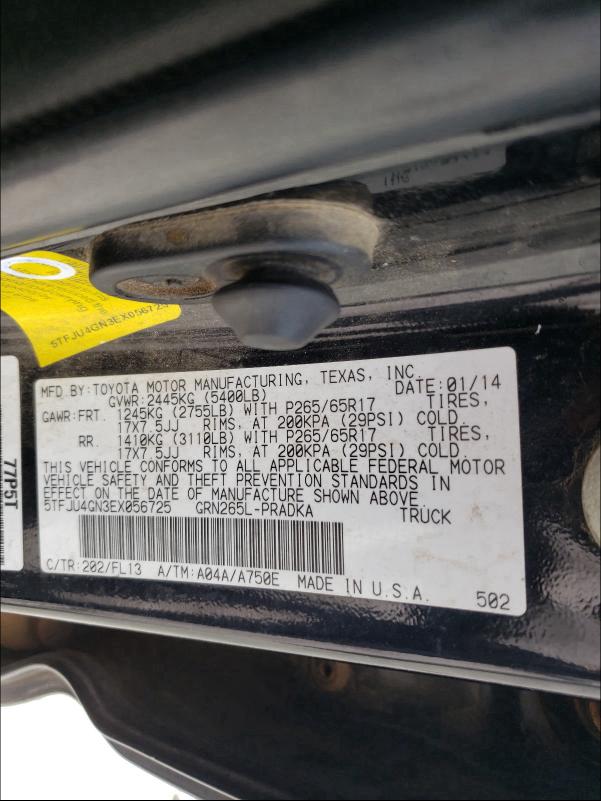 5TFJU4GN3EX056725
77P5T
MFD BY: TOYOTA MOTOR MANUFACTURING, TEXAS, INC.
GVWR: 2445KG (5400LB) DATE: 01/14
GAWR: FRT. 1245KG (2755LB) WITH P265/65R17 TIRES,
17X7.5JJ RIMS, AT 200KPA (29PSI) COLD.
RR. 1410KG (3110LB) WITH P265/65R17 TIRES,
17X7.5JJ RIMS, AT 200KPA (29PSI) COLD.
THIS VEHICLE CONFORMS TO ALL APPLICABLE FEDERAL MOTOR
VEHICLE SAFETY AND THEFT PREVENTION STANDARDS IN
EFFECT ON THE DATE OF MANUFACTURE SHOWN ABOVE.
5TFJU4GN3EX056725 GRN265L-PRADKA TRUCK
C/TR: 202/FL13 A/TM: A04A/A750E MADE IN U.S.A. 502